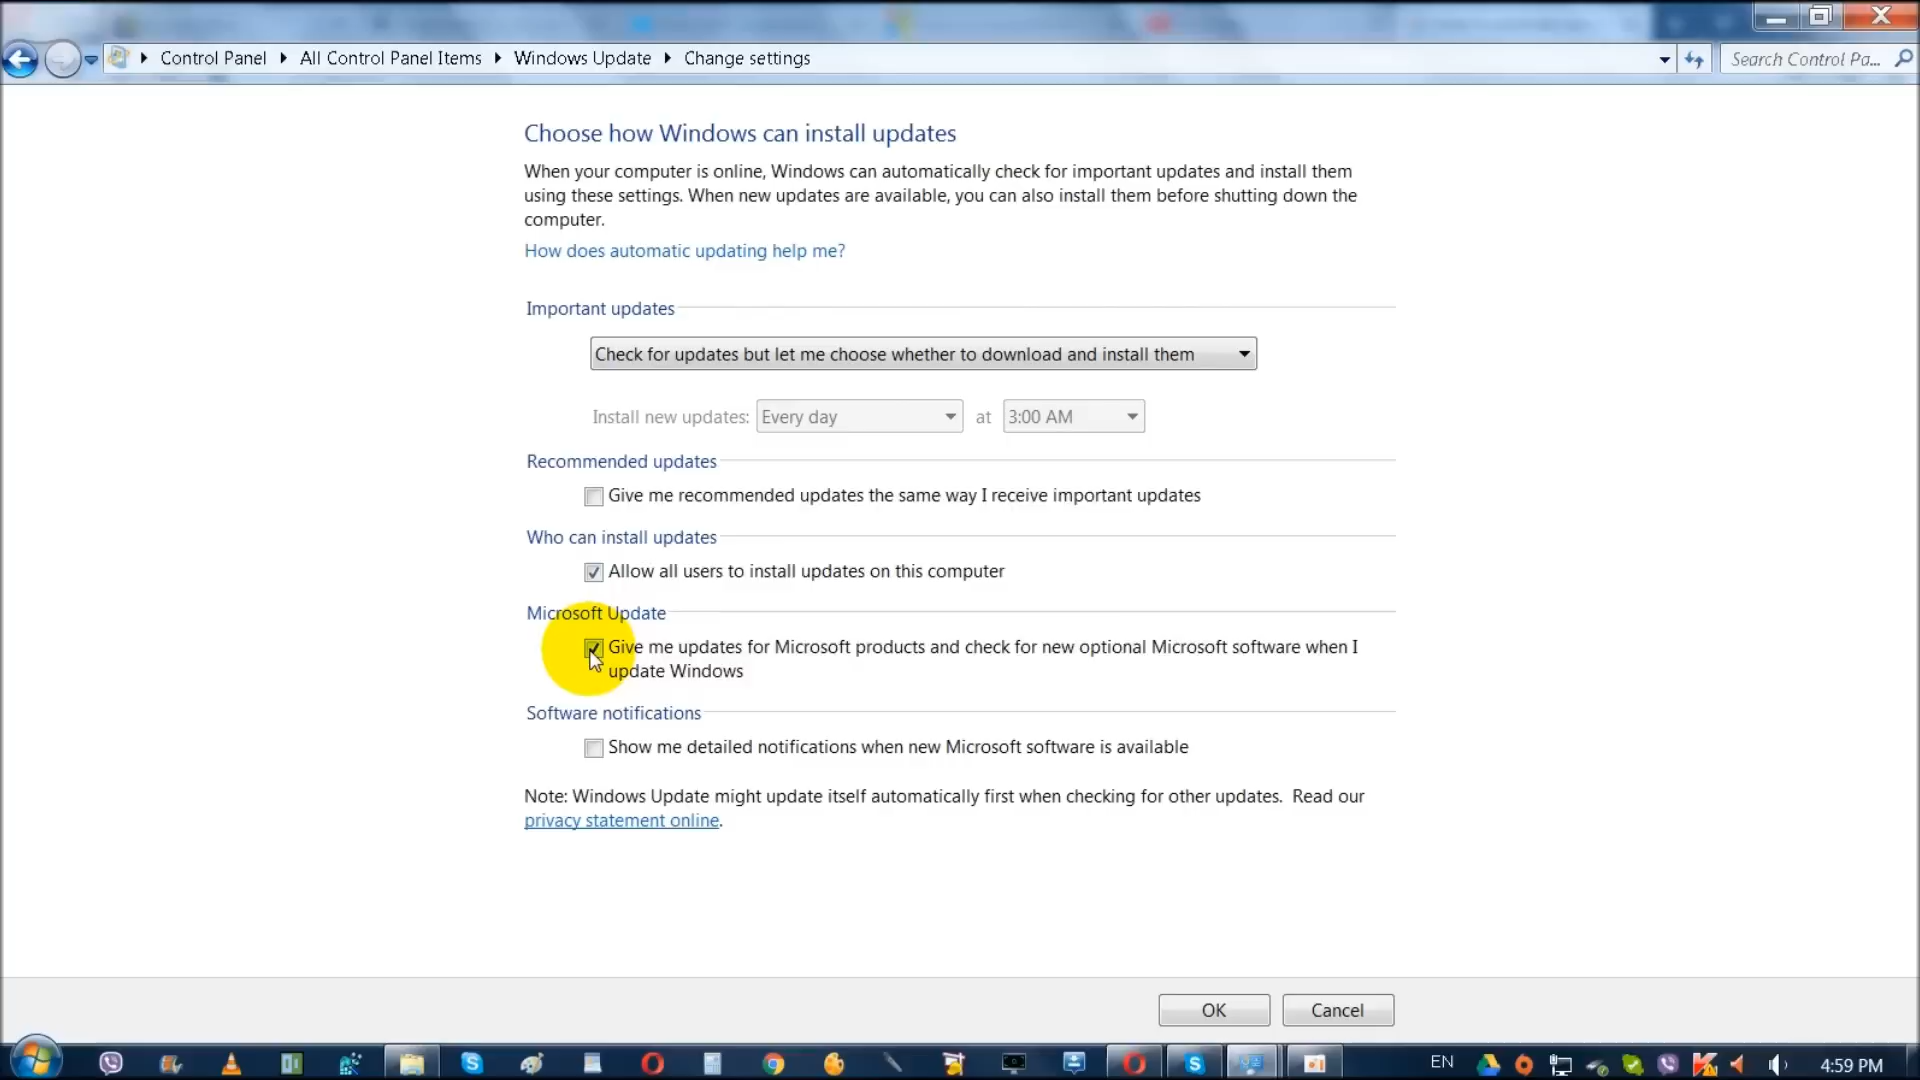 Control Panel All Control Panel Items Windows Update Change settings
Search Control Pa...
Choose how Windows can install updates
When your computer is online, Windows can automatically check for important updates and install them
using these settings. When new updates are available, you can also install them before shutting down the
computer.
How does automatic updating help me?
Important updates
Check for updates but let me choose whether to download and install them
Install new updates: Every day at 3:00 AM
Recommended updates
Give me recommended updates the same way I receive important updates
Who can install updates
Allow all users to install updates on this computer
Microsoft Update
Give me updates for Microsoft products and check for new optional Microsoft software when I
update Windows
Software notifications
Show me detailed notifications when new Microsoft software is available
Note: Windows Update might update itself automatically first when checking for other updates. Read our
privacy statement online.
OK Cancel
EN 4:59 PM